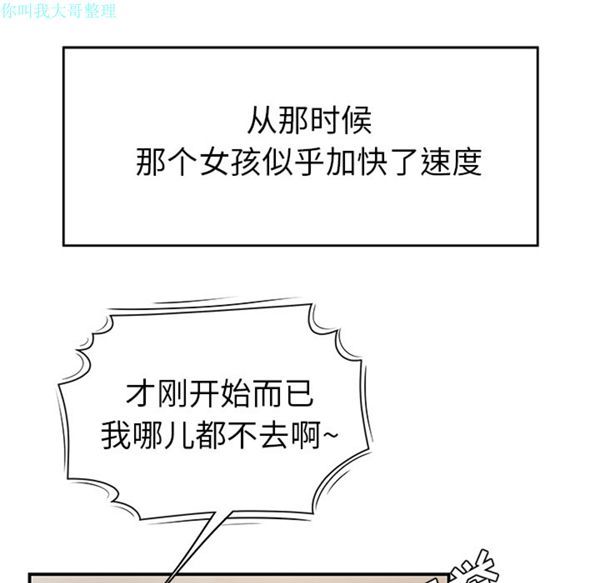 你叫我大哥整理
从那时候
那个女孩似乎加快了速度
才刚开始而已
我哪儿都不去啊~